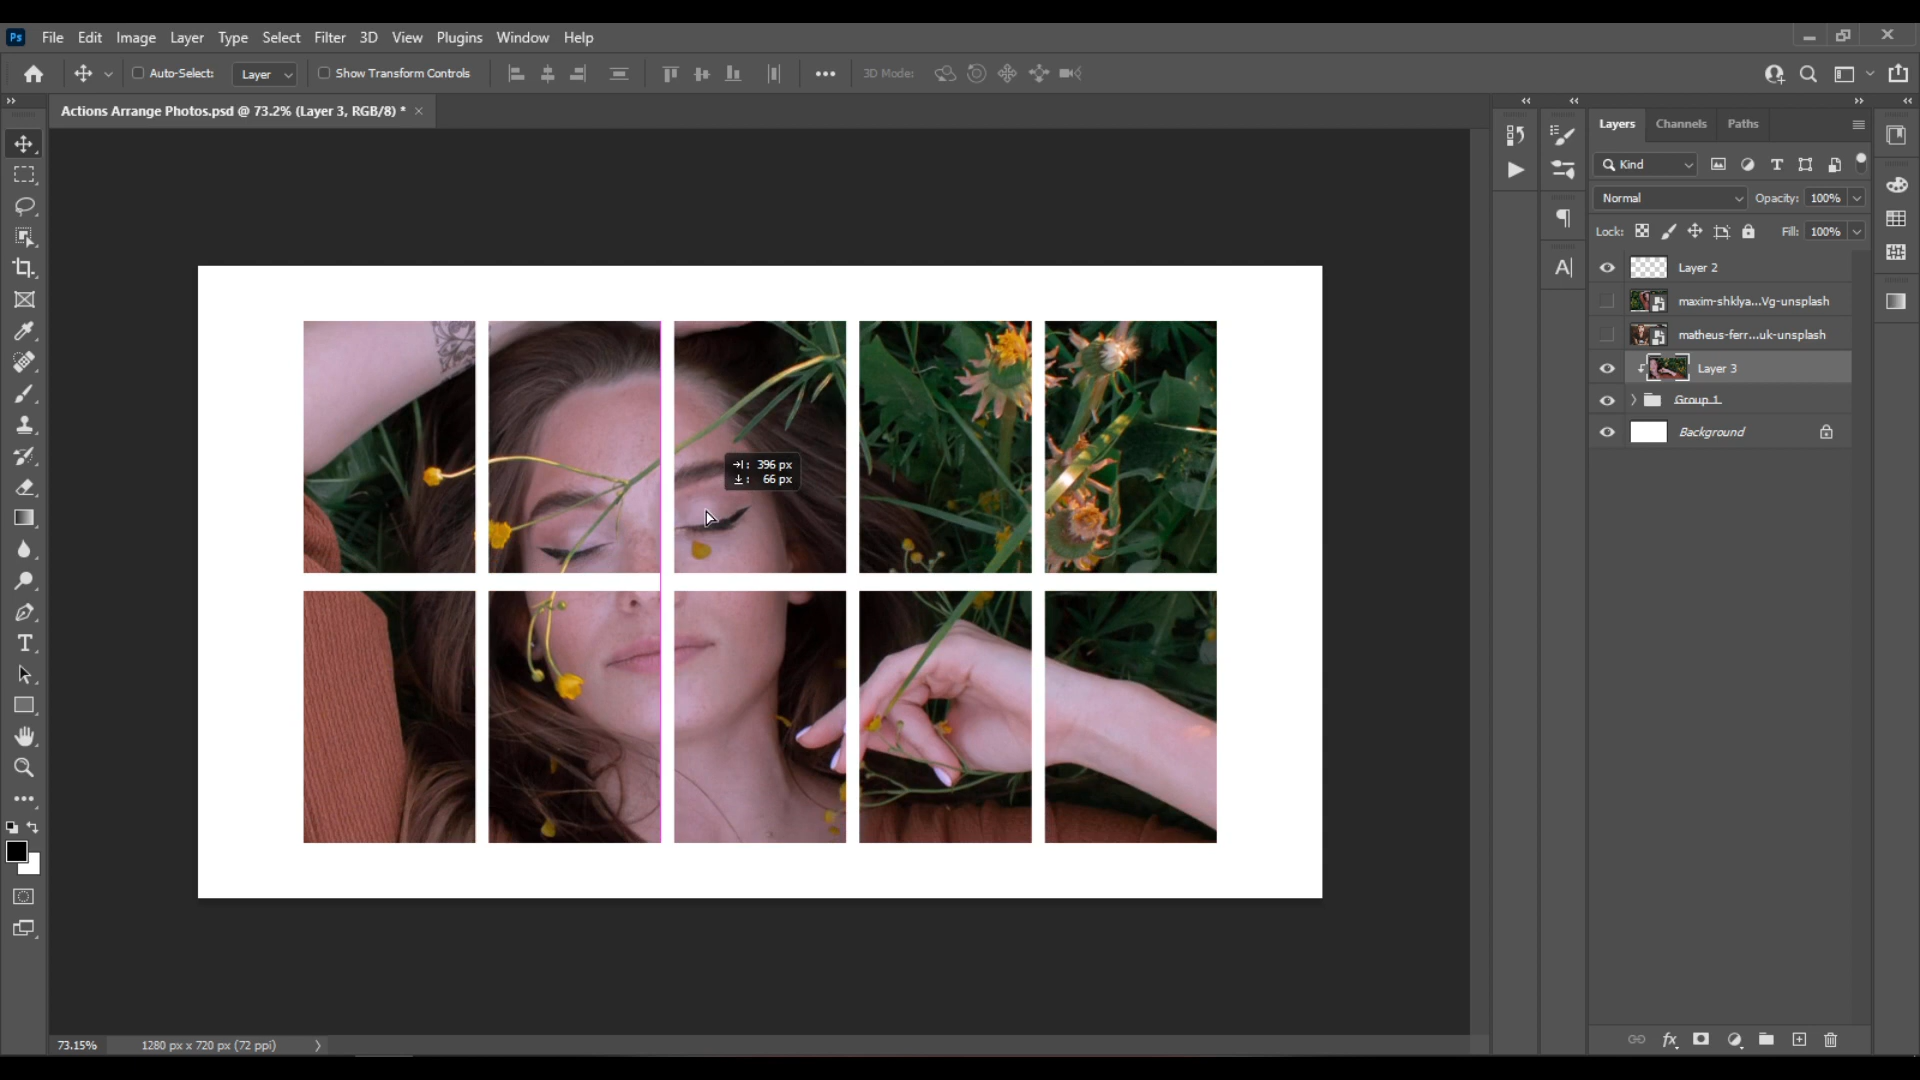 Ps File Edit Image Layer Type Select Filter 3D View Plugins Window Help
Auto-Select: Layer Show Transform Controls 3D Mode:
Actions Arrange Photos.psd @ 73.2% (Layer 3, RGB/8) * ×
Layers Channels Paths
Kind
Normal Opacity: 100%
Lock: Fill: 100%
Layer 2
maxim-shklya...Vg-unsplash
matheus-ferr...uk-unsplash
Layer 3
Group 1
Background
: 396 px
: 66 px
73.15% 1280 px x 720 px (72 ppi)